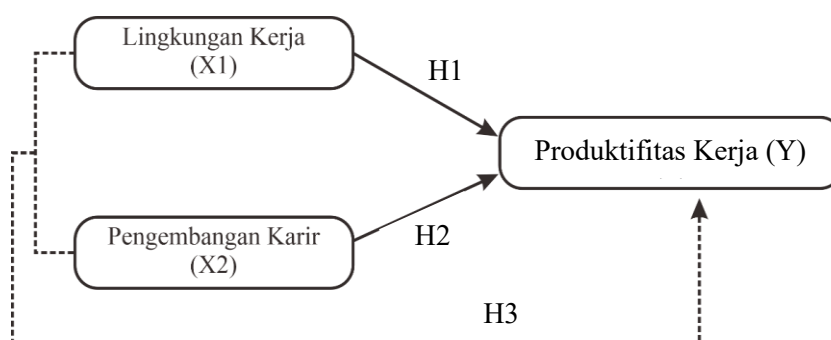 Lingkungan Kerja
(X1)
H1
Produktifitas Kerja (Y)
Pengembangan Karir
(X2)
H2
H3